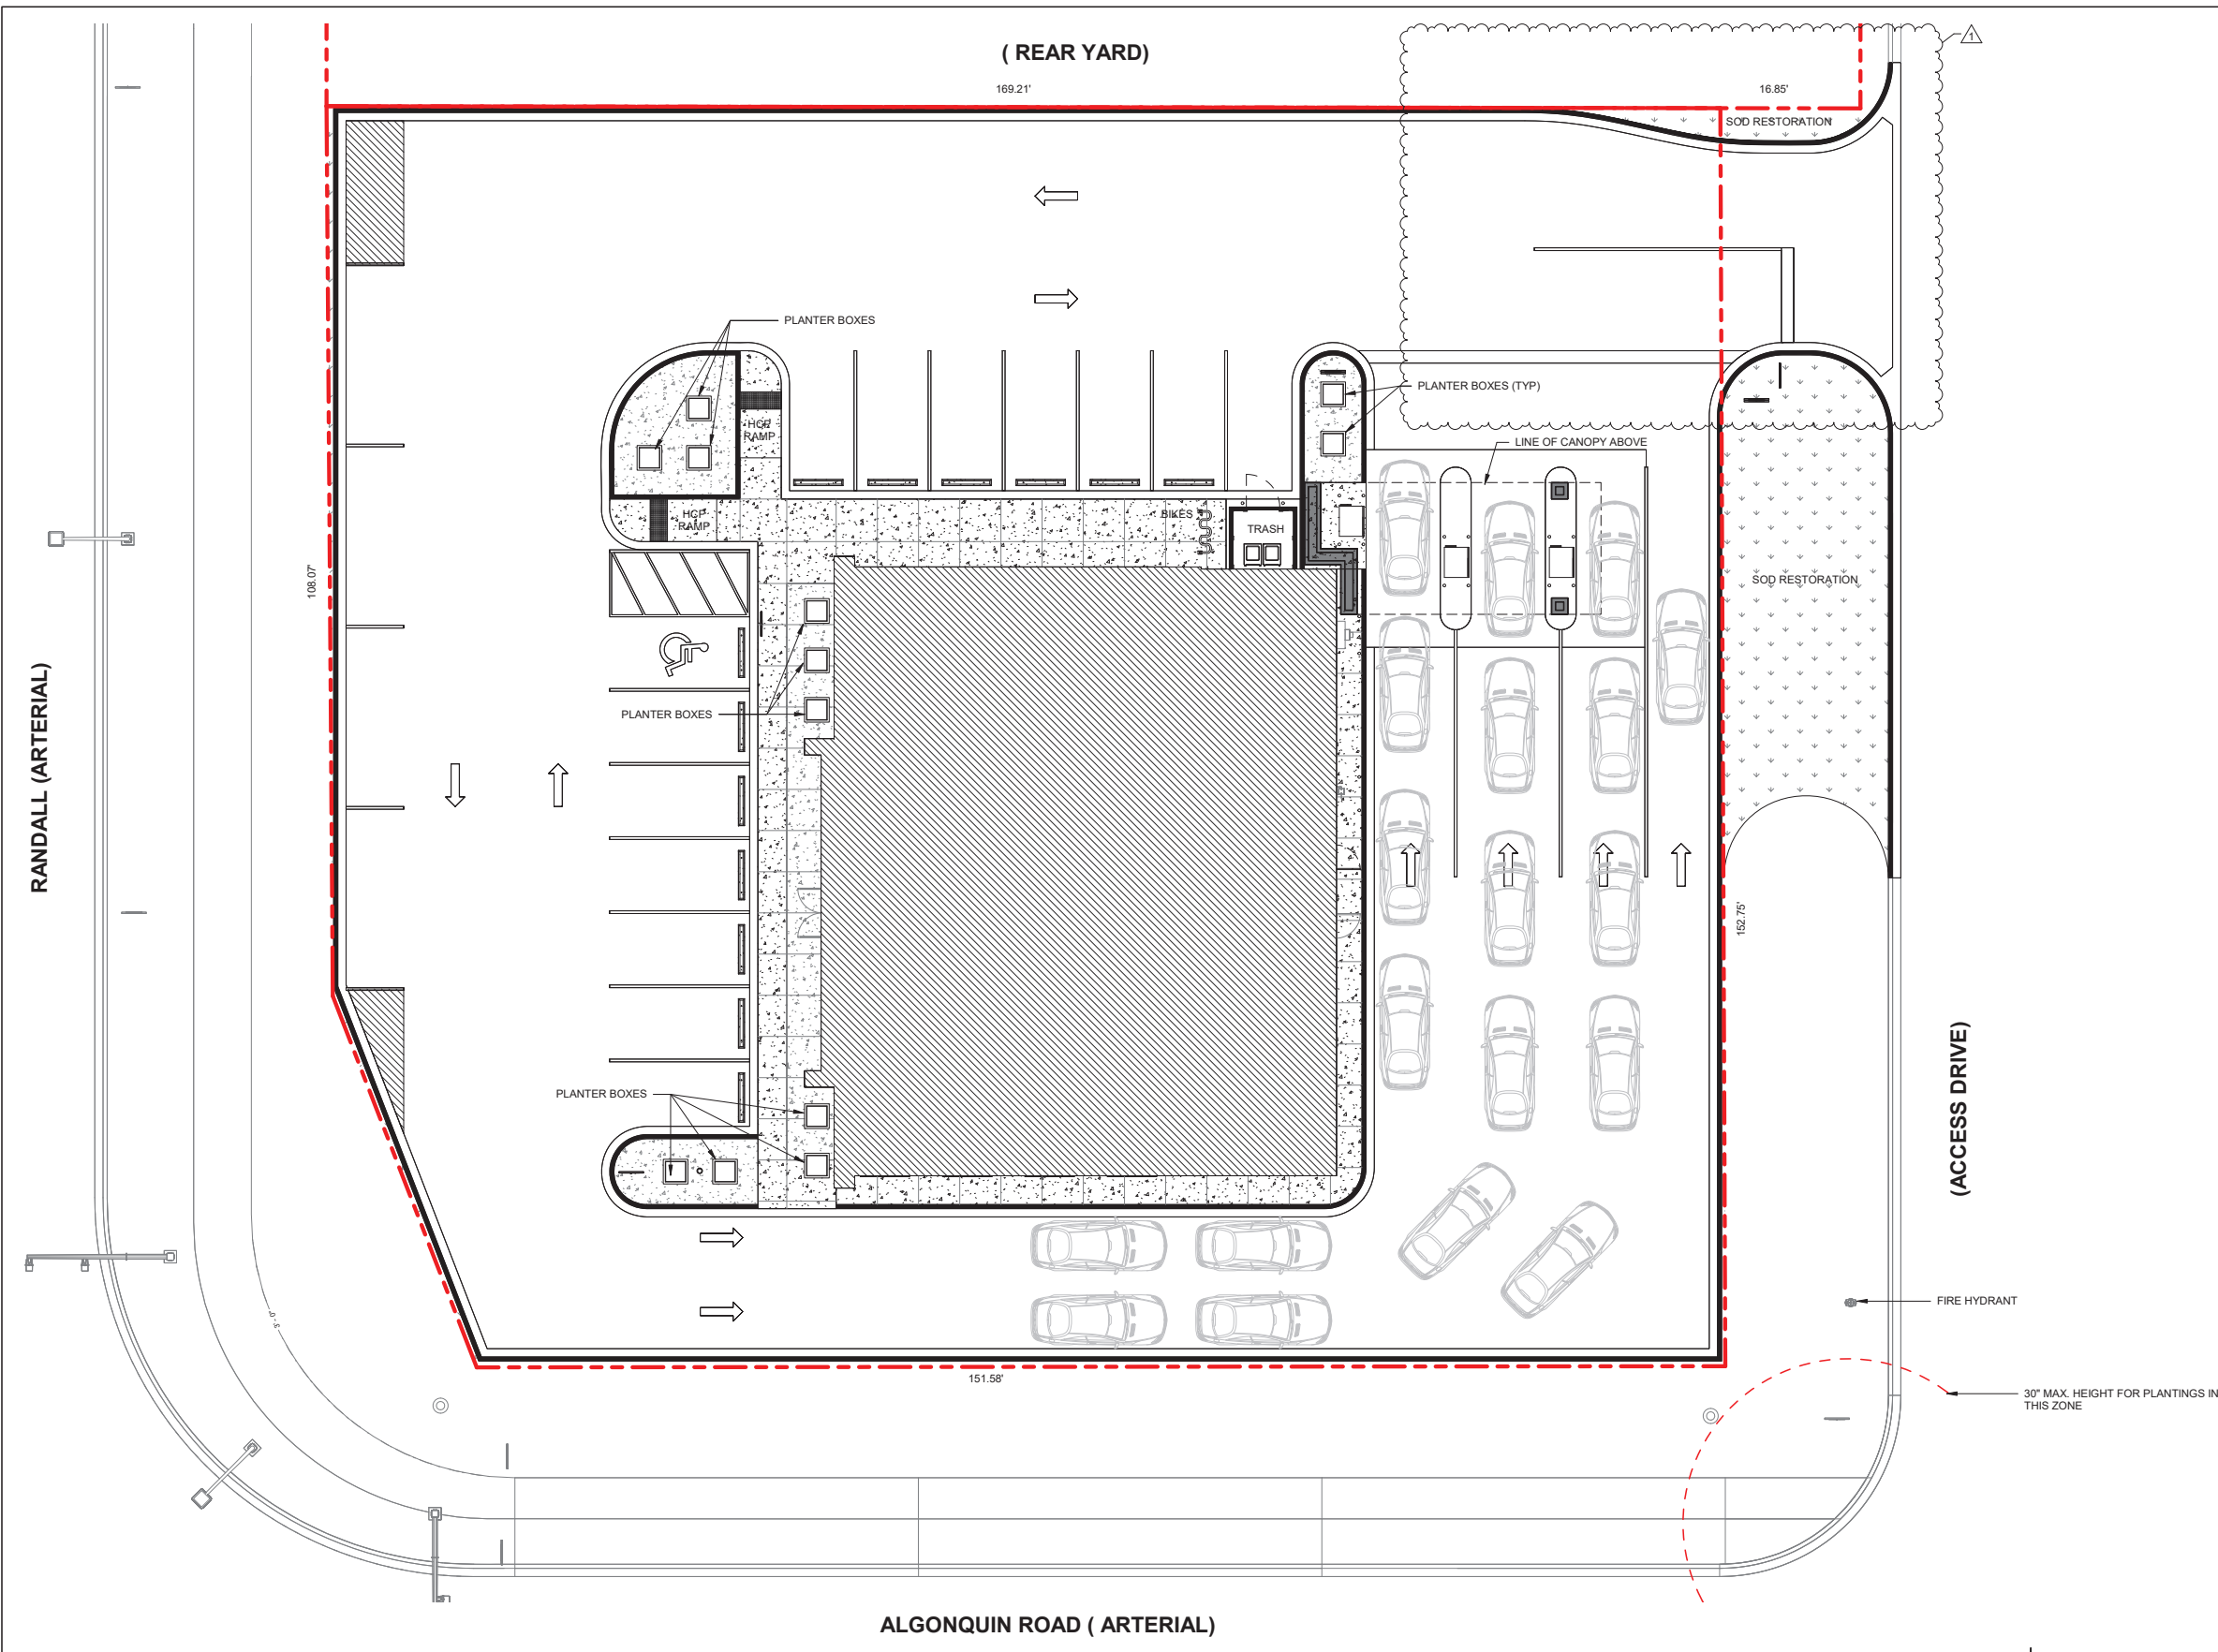 ( REAR YARD)
1
169.21'
16.85'
SOD RESTORATION
PLANTER BOXES
PLANTER BOXES (TYP)
HCP
RAMP
LINE OF CANOPY ABOVE
HCP
RAMP
BIKES
TRASH
108.07'
SOD RESTORATION
RANDALL (ARTERIAL)
PLANTER BOXES
152.75'
(ACCESS DRIVE)
PLANTER BOXES
FIRE HYDRANT
151.58'
30" MAX. HEIGHT FOR PLANTINGS IN
THIS ZONE
ALGONQUIN ROAD ( ARTERIAL)